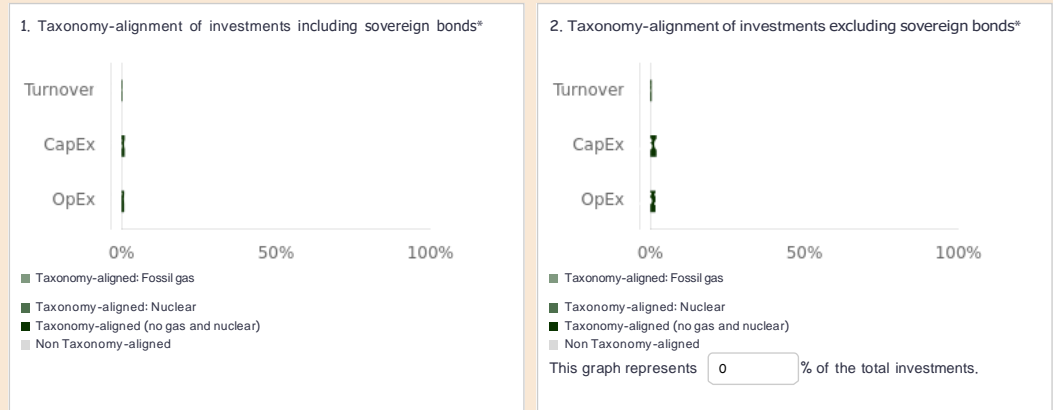 1. Taxonomy-alignment of investments including sovereign bonds*
Turnover
CapEx
OpEx
0% 50% 100%
Taxonomy-aligned: Fossil gas
Taxonomy-aligned: Nuclear
Taxonomy-aligned (no gas and nuclear)
Non Taxonomy-aligned
2. Taxonomy-alignment of investments excluding sovereign bonds*
Turnover
CapEx
OpEx
0% 50% 100%
Taxonomy-aligned: Fossil gas
Taxonomy-aligned: Nuclear
Taxonomy-aligned (no gas and nuclear)
Non Taxonomy-aligned
This graph represents 0 % of the total investments.